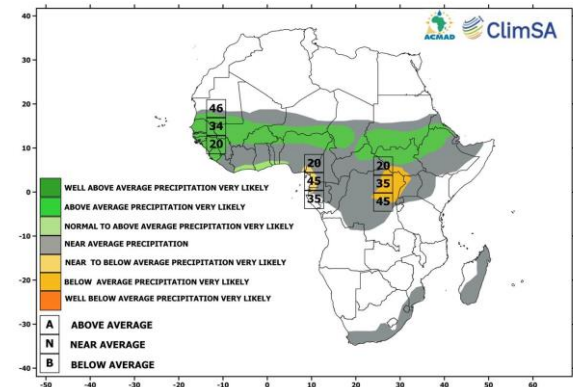 ACMAD
ClimSA
40
30
20
10
0
-10
-20
-30
-40
46
34
20
20
45
35
20
35
45
WELL ABOVE AVERAGE PRECIPITATION VERY LIKELY
ABOVE AVERAGE PRECIPITATION VERY LIKELY
NORMAL TO ABOVE AVERAGE PRECIPITATION VERY LIKELY
NEAR AVERAGE PRECIPITATION
NEAR TO BELOW AVERAGE PRECIPITATION VERY LIKELY
BELOW AVERAGE PRECIPITATION VERY LIKELY
WELL BELOW AVERAGE PRECIPITATION VERY LIKELY
A ABOVE AVERAGE
N NEAR AVERAGE
B BELOW AVERAGE
-50 -40 -30 -20 -10 0 10 20 30 40 50 60